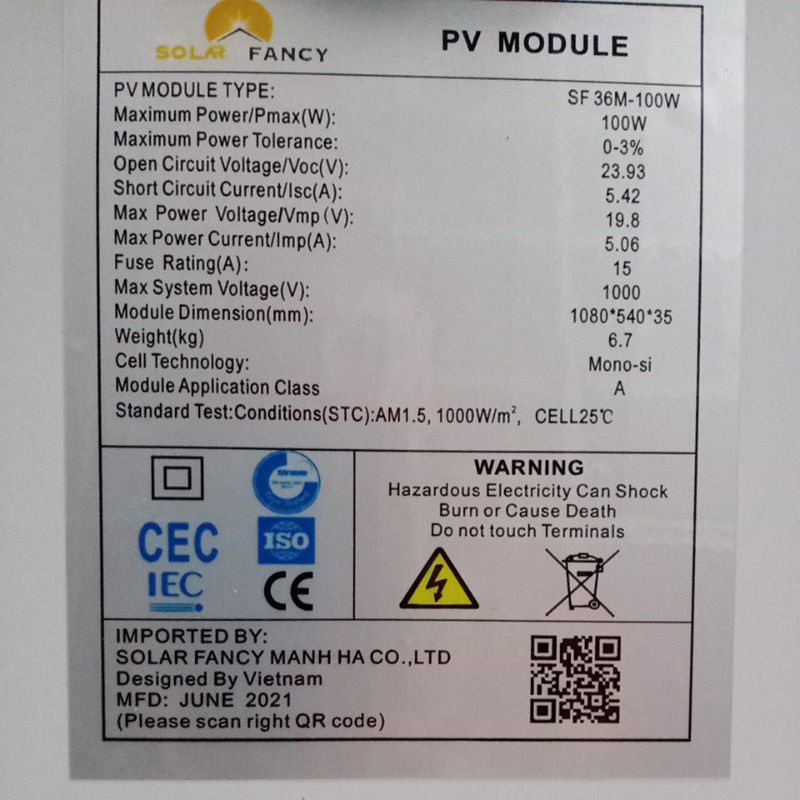 SOLAR FANCY
PV MODULE
PV MODULE TYPE: SF 36M-100W
Maximum Power/Pmax(W): 100W
Maximum Power Tolerance: 0-3%
Open Circuit Voltage/Voc(V): 23.93
Short Circuit Current/Isc(A): 5.42
Max Power Voltage/Vmp(V): 19.8
Max Power Current/Imp(A): 5.06
Fuse Rating(A): 15
Max System Voltage(V): 1000
Module Dimension(mm): 1080*540*35
Weight(kg) 6.7
Cell Technology: Mono-si
Module Application Class A
Standard Test:Conditions(STC):AM1.5, 1000W/m², CELL25℃
CEC
ISO
IEC
CE
WARNING
Hazardous Electricity Can Shock
Burn or Cause Death
Do not touch Terminals
IMPORTED BY:
SOLAR FANCY MANH HA CO.,LTD
Designed By Vietnam
MFD: JUNE 2021
(Please scan right QR code)